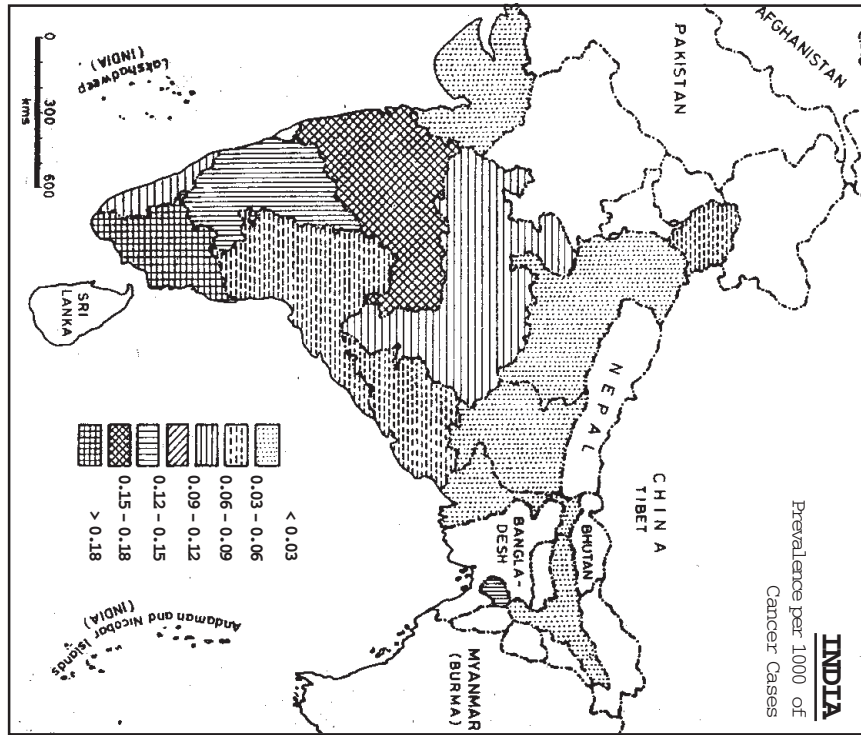 INDIA
Prevalence per 1000 of
Cancer Cases
AFGHANISTAN
PAKISTAN
CHINA
TIBET
NEPAL
BHUTAN
BANGLA-
DESH
MYANMAR
(BURMA)
Lakshadweep
(INDIA)
SRI
LANKA
Andaman and Nicobar Islands
(INDIA)
< 0.03
0.03 - 0.06
0.06 - 0.09
0.09 - 0.12
0.12 - 0.15
0.15 - 0.18
> 0.18
0 300 600
kms